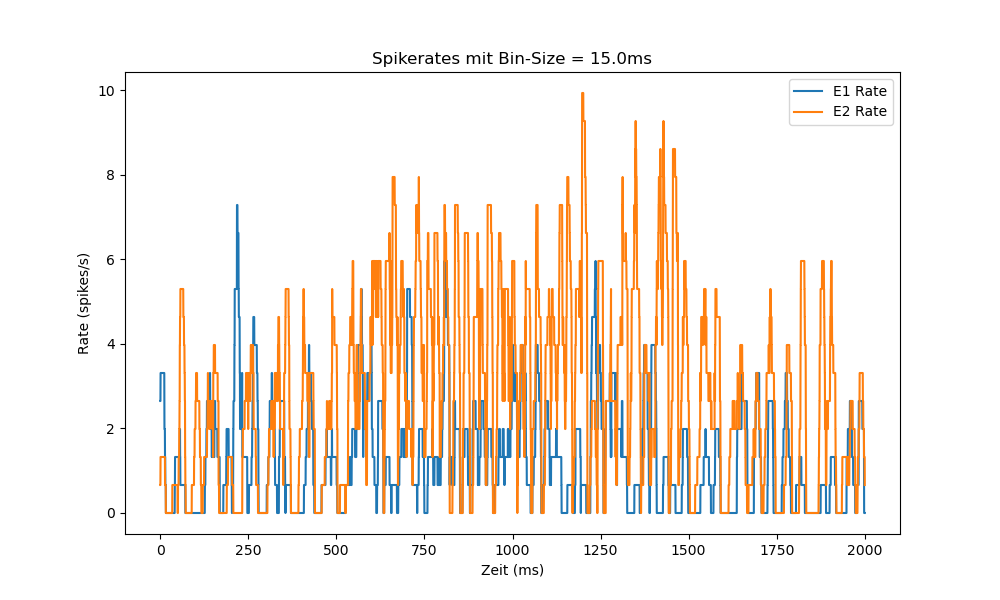 Spikerates mit Bin-Size = 15.0ms
E1 Rate
E2 Rate
10
8
6
4
2
0
Rate (spikes/s)
0 250 500 750 1000 1250 1500 1750 2000
Zeit (ms)